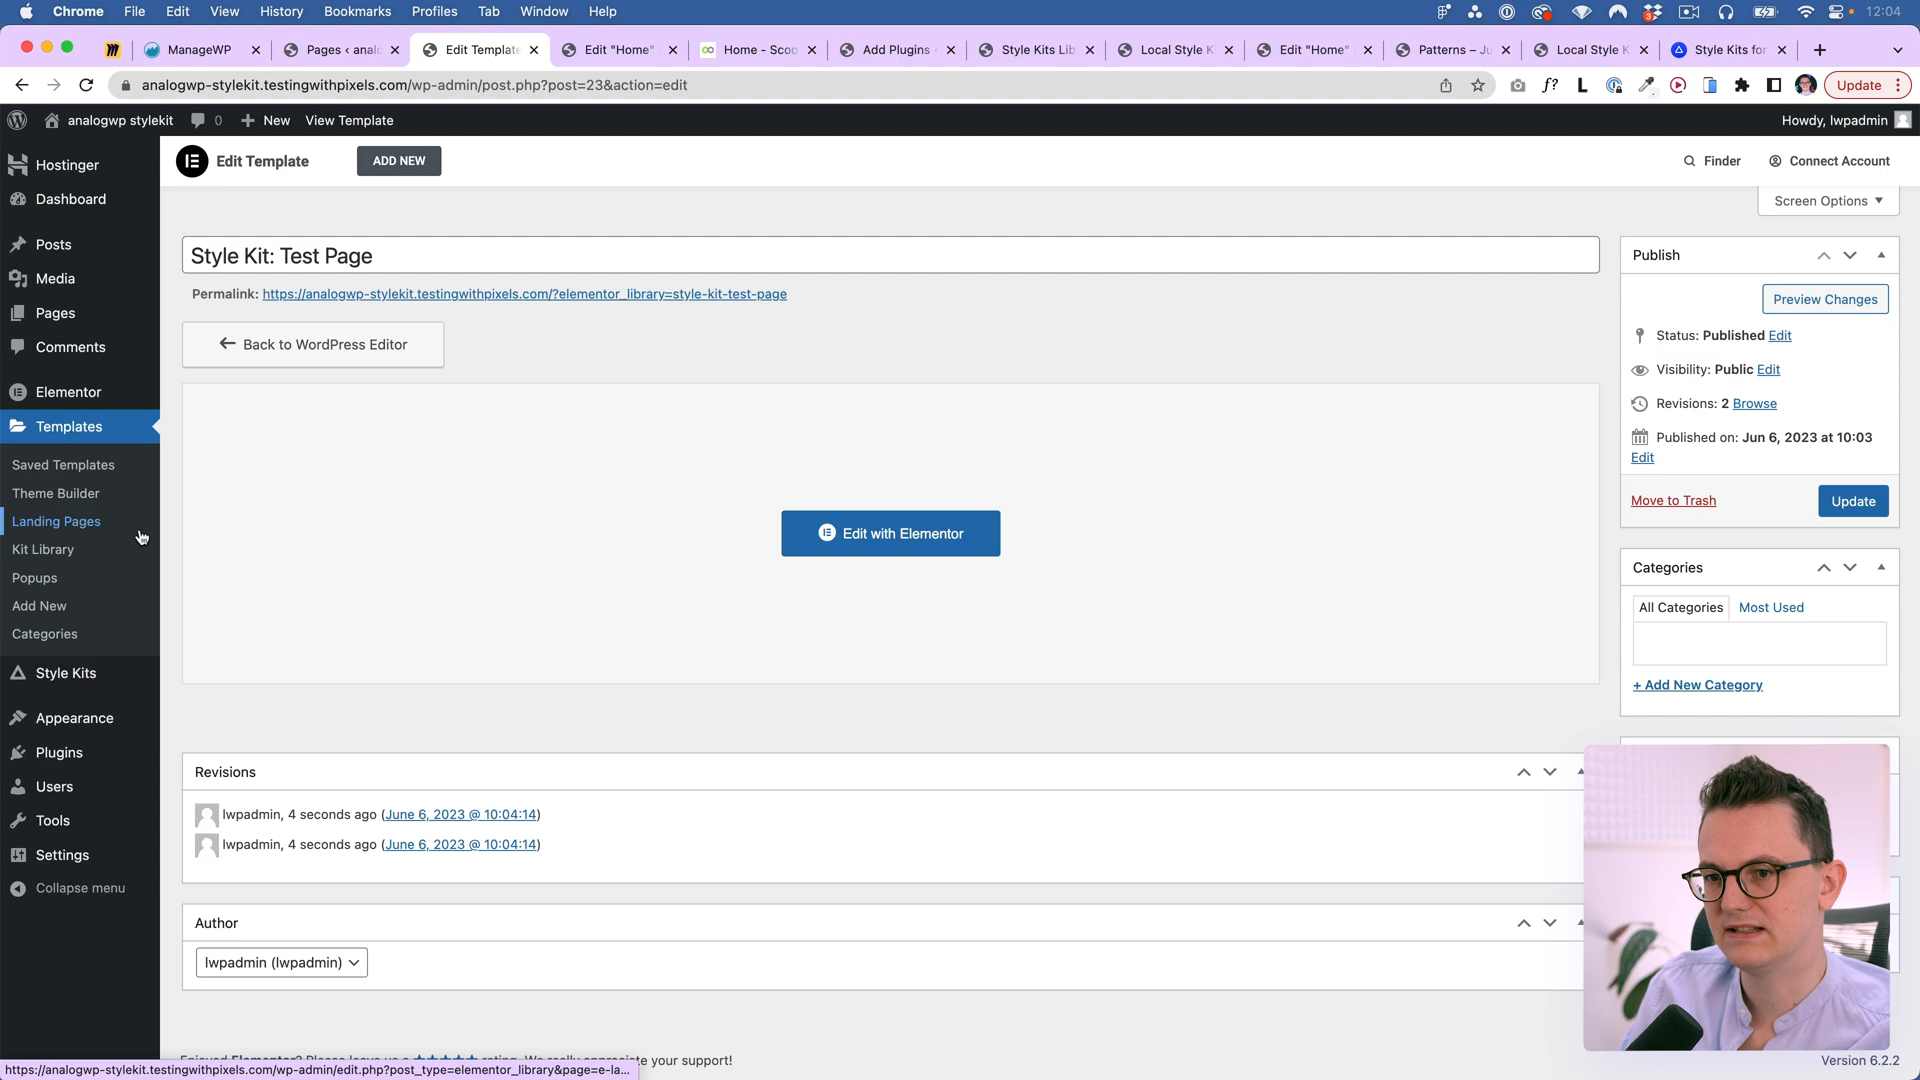 Chrome File Edit View History Bookmarks Profiles Tab Window Help 3 12:04
ManageWP Pages ‹ analo Edit Template Edit "Home" Home - Scoo Add Plugins ‹ Style Kits Lib Local Style K Edit "Home" Patterns – Ju Local Style K Style Kits for
analogwp-stylekit.testingwithpixels.com/wp-admin/post.php?post=23&action=edit f? L Update
analogwp stylekit 0 New View Template Howdy, lwpadmin
Hostinger
Dashboard
Posts
Media
Pages
Comments
Elementor
Templates
Saved Templates
Theme Builder
Landing Pages
Kit Library
Popups
Add New
Categories
Style Kits
Appearance
Plugins
Users
Tools
Settings
Collapse menu
Edit Template ADD NEW Finder Connect Account
Screen Options
Style Kit: Test Page
Permalink: https://analogwp-stylekit.testingwithpixels.com/?elementor_library=style-kit-test-page
Back to WordPress Editor
Edit with Elementor
Revisions
lwpadmin, 4 seconds ago (June 6, 2023 @ 10:04:14)
lwpadmin, 4 seconds ago (June 6, 2023 @ 10:04:14)
Author
lwpadmin (lwpadmin)
Publish
Preview Changes
Status: Published Edit
Visibility: Public Edit
Revisions: 2 Browse
Published on: Jun 6, 2023 at 10:03
Edit
Move to Trash Update
Categories
All Categories Most Used
+ Add New Category
your support!
Version 6.2.2
https://analogwp-stylekit.testingwithpixels.com/wp-admin/edit.php?post_type=elementor_library&page=e-la...